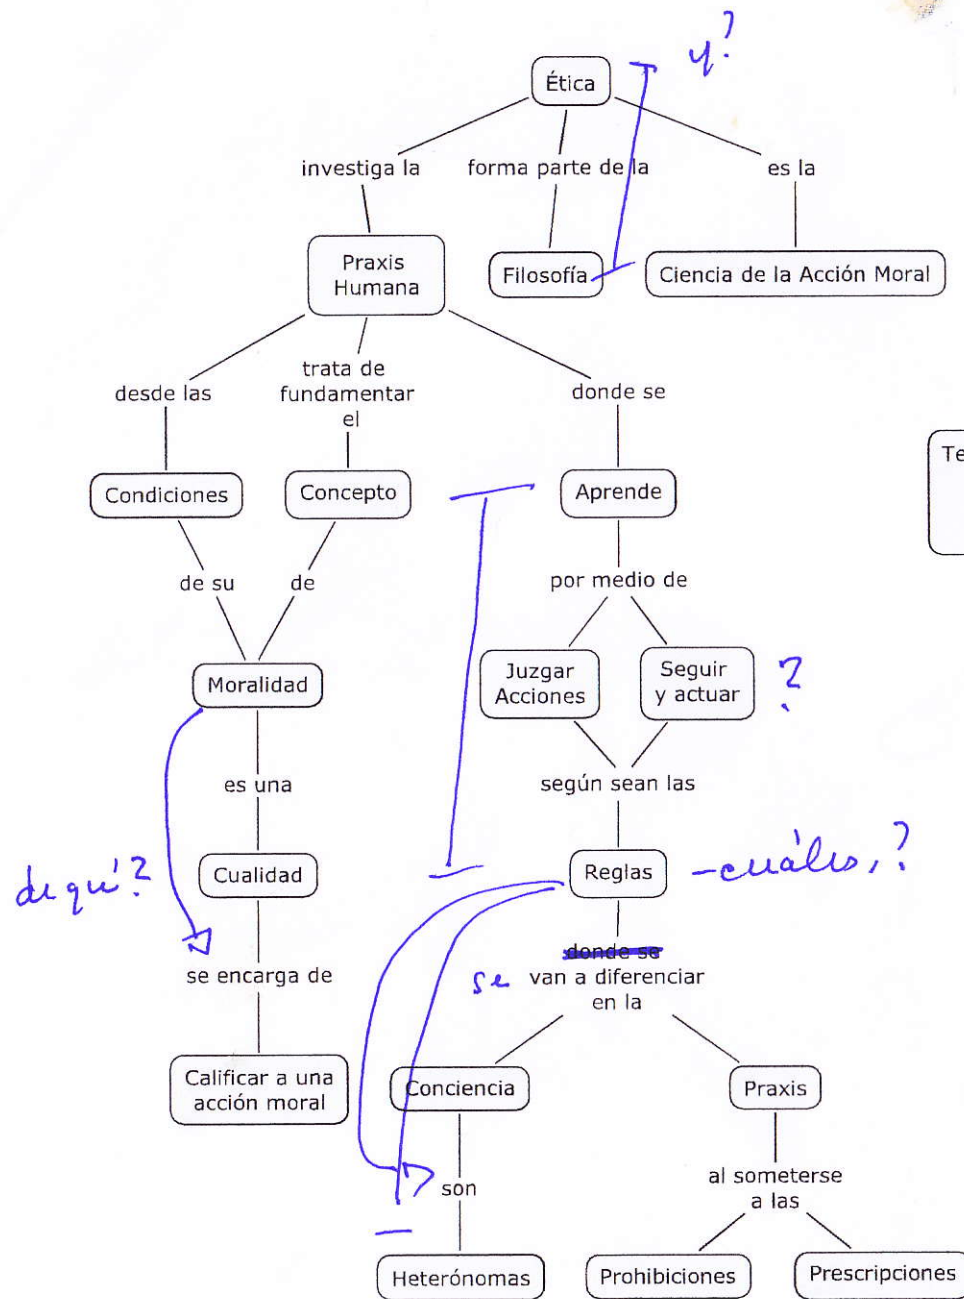 y?
Ética
investiga la
forma parte de la
es la
Praxis
Humana
Filosofía
Ciencia de la Acción Moral
desde las
trata de
fundamentar
el
donde se
Condiciones
Concepto
Aprende
Te
de su
de
por medio de
Moralidad
Juzgar
Acciones
Seguir
y actuar
?
es una
según sean las
de qué?
Cualidad
Reglas
-cuáles,?
donde se
se van a diferenciar
en la
se encarga de
Calificar a una
acción moral
Conciencia
Praxis
son
al someterse
a las
Heterónomas
Prohibiciones
Prescripciones